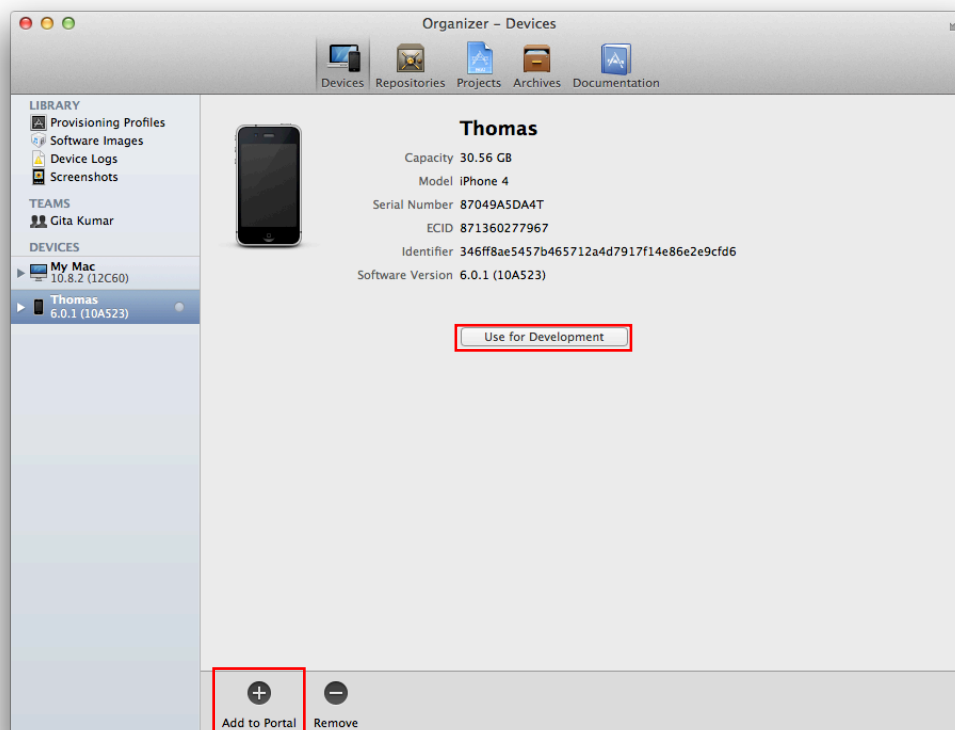 Organizer – Devices
Devices Repositories Projects Archives Documentation
LIBRARY
Provisioning Profiles
Software Images
Device Logs
Screenshots
TEAMS
Gita Kumar
DEVICES
My Mac
10.8.2 (12C60)
Thomas
6.0.1 (10A523)
Thomas
Capacity 30.56 GB
Model iPhone 4
Serial Number 87049A5DA4T
ECID 871360277967
Identifier 346ff8ae5457b465712a4d7917f14e86e2e9cfd6
Software Version 6.0.1 (10A523)
Use for Development
Add to Portal Remove